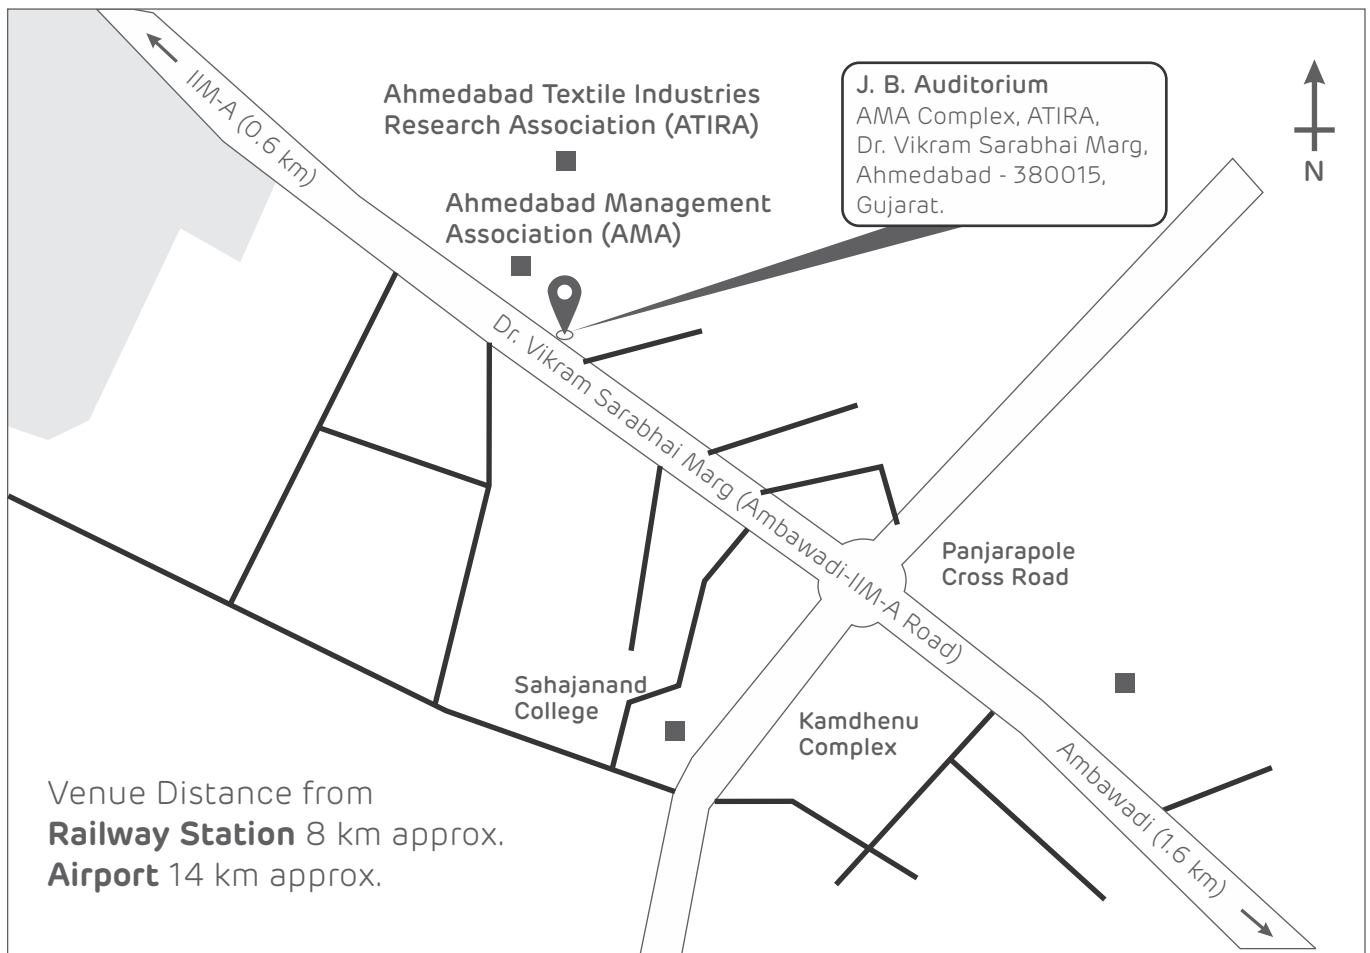 IIM-A (0.6 km)
Ahmedabad Textile Industries
Research Association (ATIRA)
Ahmedabad Management
Association (AMA)
J. B. Auditorium
AMA Complex, ATIRA,
Dr. Vikram Sarabhai Marg,
Ahmedabad - 380015,
Gujarat.
N
Dr. Vikram Sarabhai Marg (Ambawadi-IIM-A Road)
Panjarapole
Cross Road
Sahajanand
College
Kamdhenu
Complex
Ambawadi (1.6 km)
Venue Distance from
Railway Station 8 km approx.
Airport 14 km approx.